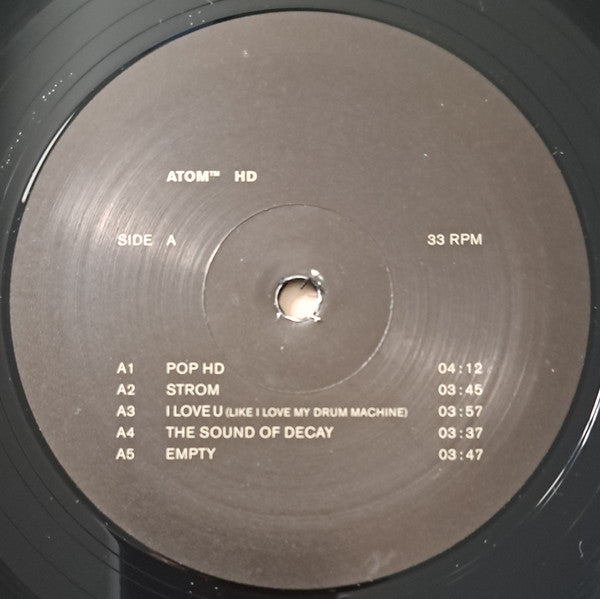 ATOM™ HD
SIDE A 33 RPM
A1 POP HD 04:12
A2 STROM 03:45
A3 I LOVE U (LIKE I LOVE MY DRUM MACHINE) 03:57
A4 THE SOUND OF DECAY 03:37
A5 EMPTY 03:47